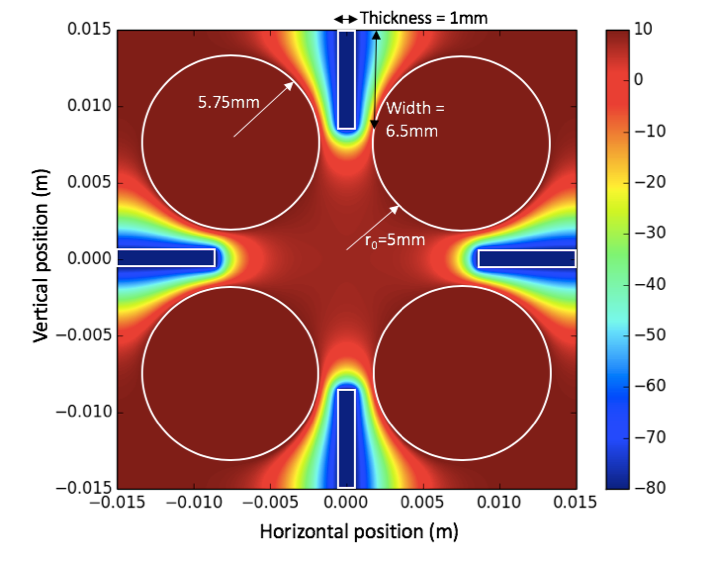 Thickness = 1mm
0.015
0.010
0.005
0.000
−0.005
−0.010
−0.015
Vertical position (m)
5.75mm
Width =
6.5mm
r₀=5mm
−0.015 −0.010 −0.005 0.000 0.005 0.010 0.015
Horizontal position (m)
10
0
−10
−20
−30
−40
−50
−60
−70
−80